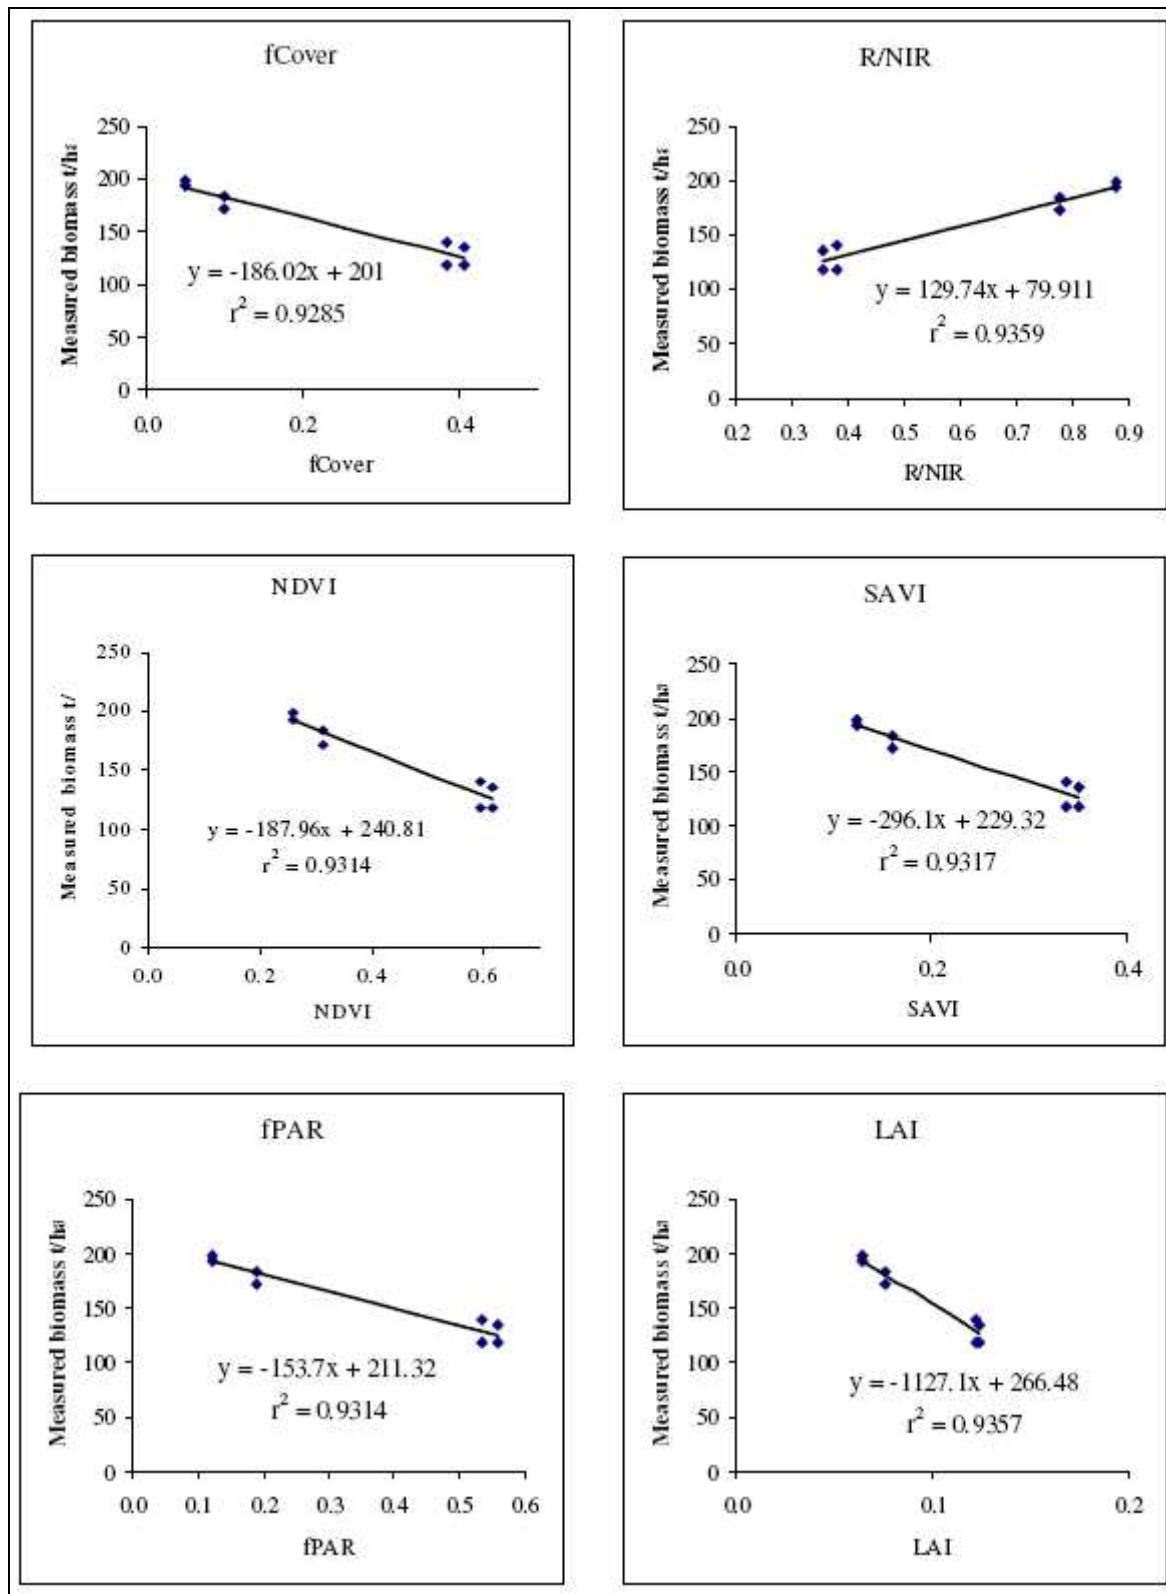 fCover
Measured biomass t/ha
250
200
150
100
50
0
y = -186.02x + 201
r² = 0.9285
0.0 0.2 0.4
fCover
R/NIR
Measured biomass t/ha
250
200
150
100
50
0
y = 129.74x + 79.911
r² = 0.9359
0.2 0.3 0.4 0.5 0.6 0.7 0.8 0.9
R/NIR
NDVI
Measured biomass t/
250
200
150
100
50
0
y = -187.96x + 240.81
r² = 0.9314
0.0 0.2 0.4 0.6
NDVI
SAVI
Measured biomass t/ha
250
200
150
100
50
0
y = -296.1x + 229.32
r² = 0.9317
0.0 0.2 0.4
SAVI
fPAR
Measured biomass t/ha
250
200
150
100
50
0
y = -153.7x + 211.32
r² = 0.9314
0.0 0.1 0.2 0.3 0.4 0.5 0.6
fPAR
LAI
Measured biomass t/ha
250
200
150
100
50
0
y = -1127.1x + 266.48
r² = 0.9357
0.0 0.1 0.2
LAI